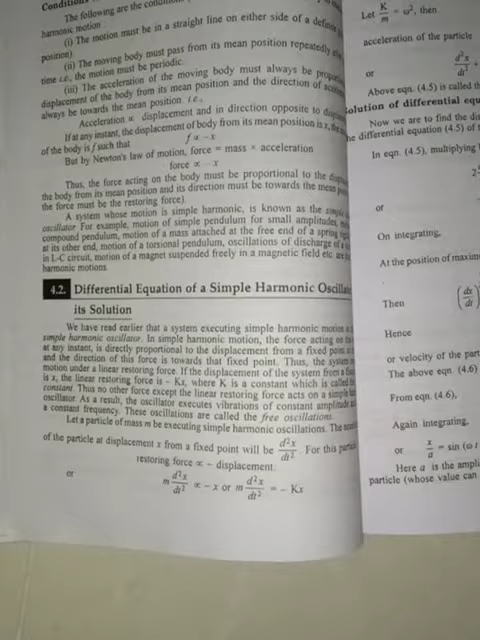 Conditions
The following are the
harmonic motion.
(i) The motion must be in a straight line on either side of a definite
position)
(ii) The moving body must pass from its mean position repeatedly
time i.e., the motion must be periodic.
(iii) The acceleration of the moving body must always be
displacement of the body from its mean position and the direction of
always be towards the mean position i.e.,
Acceleration ∝ displacement and in direction opposite to
If at any instant, the displacement of body from its mean position is x, the
of the body is f such that
f ∝ - x
But by Newton's law of motion, force = mass × acceleration
force ∝ - x
Thus, the force acting on the body must be proportional to the
the body from its mean position and its direction must be towards the mean
the force must be the restoring force).
A system whose motion is simple harmonic, is known as the simple
oscillator For example, motion of simple pendulum for small amplitudes,
compound pendulum, motion of a mass attached at the free end of a spring
at its other end, motion of a torsional pendulum, oscillations of discharge of a
in L-C circuit, motion of a magnet suspended freely in a magnetic field etc are
harmonic motions.
4.2. Differential Equation of a Simple Harmonic
its Solution
We have read earlier that a system executing simple harmonic motion is
simple harmonic oscillator. In simple harmonic motion, the force acting on
at any instant, is directly proportional to the displacement from a fixed point
and the direction of this force is towards that fixed point. Thus, the system
motion under a linear restoring force. If the displacement of the system from a
is x, the linear restoring force is - Kx, where K is a constant which is called
constant. Thus no other force except the linear restoring force acts on a simple
oscillator. As a result, the oscillator executes vibrations of constant amplitude
a constant frequency. These oscillations are called the free oscillations.
Let a particle of mass m be executing simple harmonic oscillations. The
of the particle at displacement x from a fixed point will be d²x/dt². For this
restoring force ∝ - displacement
or m d²x/dt² ∝ - x or m d²x/dt² = - Kx
Let K/m = ω², then
acceleration of the particle
d²x/dt² +
or
Above eqn. (4.5) is called
olution of differential equ
Now we are to find the
he differential equation (4.5) of
In eqn. (4.5), multiplying
2
or
On integrating,
At the position of maxim
Then (dx/dt)
Hence
or velocity of the part
The above eqn. (4.6)
From eqn. (4.6),
Again integrating,
or x/a = sin (ω t
Here a is the ampli
particle (whose value can